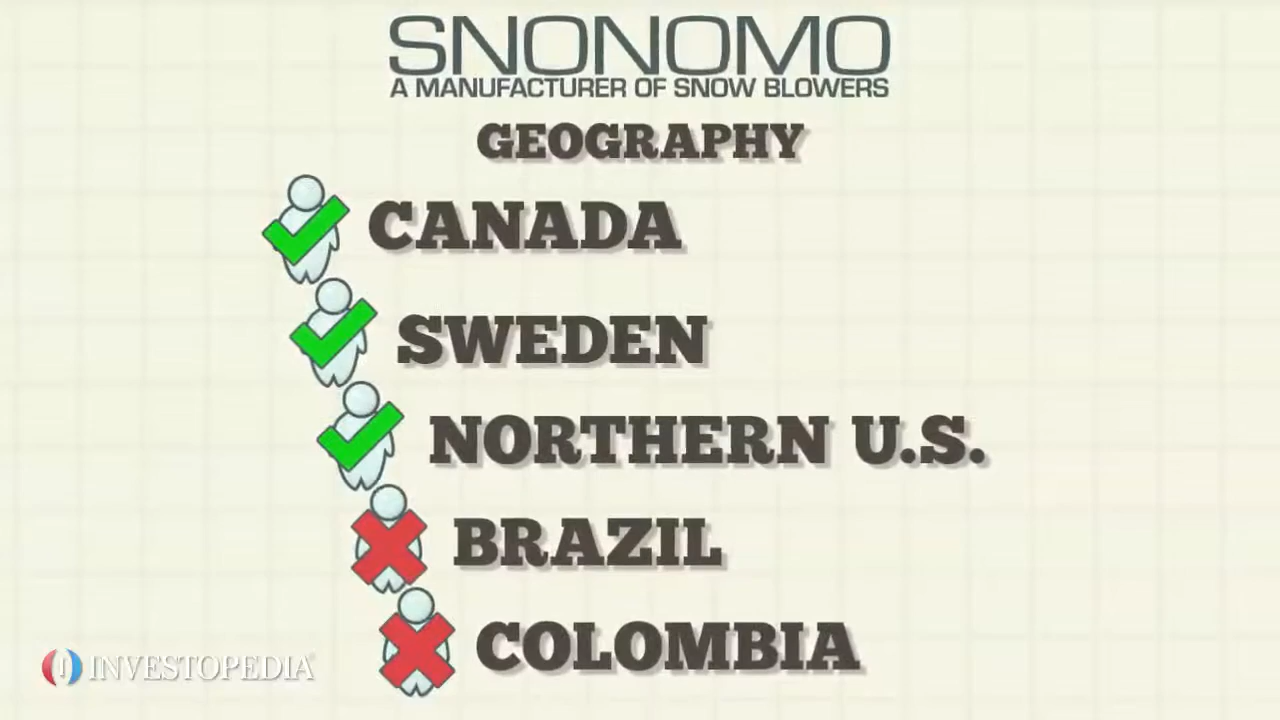 SNONOMO
A MANUFACTURER OF SNOW BLOWERS
GEOGRAPHY
CANADA
SWEDEN
NORTHERN U.S.
BRAZIL
COLOMBIA
INVESTOPEDIA